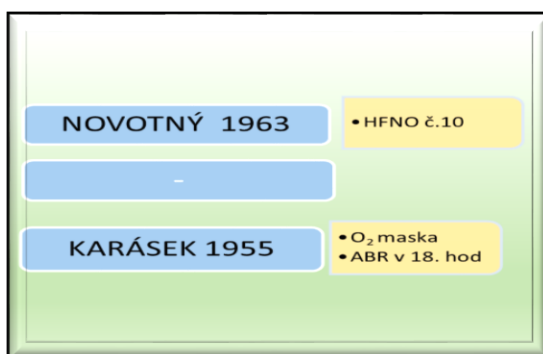 NOVOTNÝ 1963
• HFNO č.10
-
KARÁSEK 1955
• O₂ maska
• ABR v 18. hod